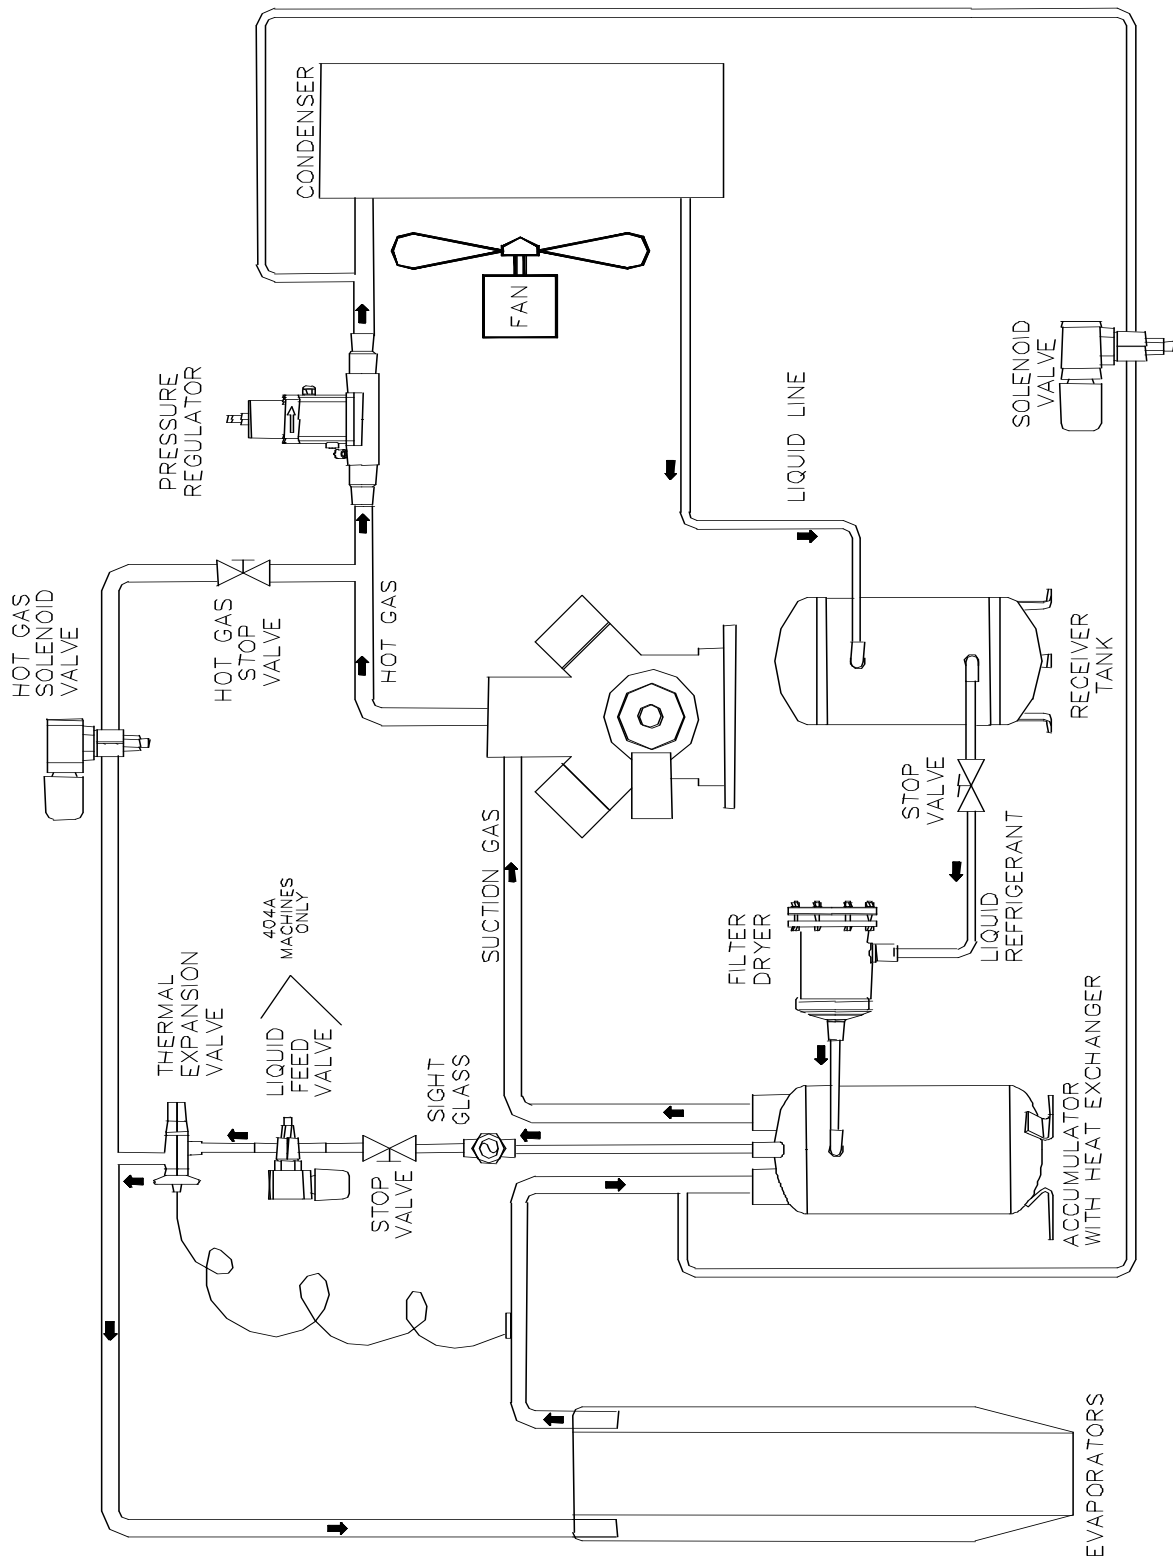 HOT GAS
SOLENOID
VALVE
HOT GAS
STOP
VALVE
PRESSURE
REGULATOR
CONDENSER
FAN
HOT GAS
LIQUID LINE
SOLENOID
VALVE
THERMAL
EXPANSION
VALVE
404A
MACHINES
ONLY
LIQUID
FEED
VALVE
STOP
VALVE
SIGHT
GLASS
SUCTION GAS
FILTER
DRYER
STOP
VALVE
LIQUID
REFRIGERANT
RECEIVER
TANK
ACCUMULATOR
WITH HEAT EXCHANGER
EVAPORATORS